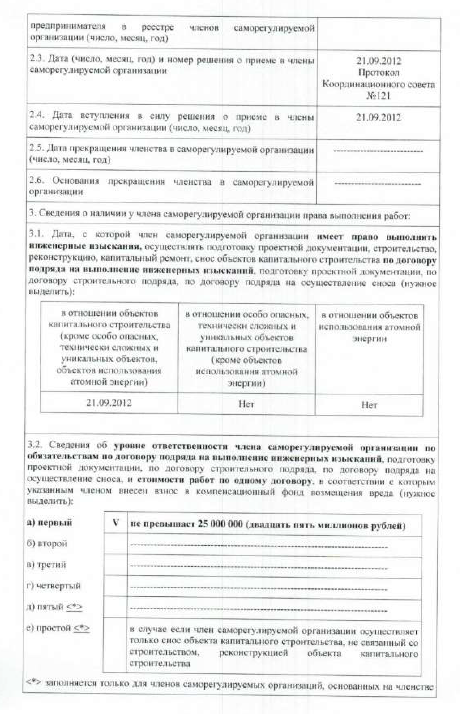 предпринимателя в реестре членов саморегулируемой
организации (число, месяц, год)
2.3. Дата (число, месяц, год) и номер решения о приеме в члены
саморегулируемой организации
21.09.2012
Протокол
Координационного совета
№121
2.4. Дата вступления в силу решения о приеме в члены
саморегулируемой организации (число, месяц, год)
21.09.2012
2.5. Дата прекращения членства в саморегулируемой организации
(число, месяц, год)
--------------------
2.6. Основания прекращения членства в саморегулируемой
организации
--------------------
3. Сведения о наличии у члена саморегулируемой организации права выполнения работ:
3.1. Дата, с которой член саморегулируемой организации имеет право выполнять
инженерные изыскания, осуществлять подготовку проектной документации, строительство,
реконструкцию, капитальный ремонт, снос объектов капитального строительства по договору
подряда на выполнение инженерных изысканий, подготовку проектной документации, по
договору строительного подряда, по договору подряда на осуществление сноса (нужное
выделить):
в отношении объектов
капитального строительства
(кроме особо опасных,
технически сложных и
уникальных объектов,
объектов использования
атомной энергии)
в отношении особо опасных,
технически сложных и
уникальных объектов
капитального строительства
(кроме объектов
использования атомной
энергии)
в отношении объектов
использования атомной
энергии
21.09.2012
Нет
Нет
3.2. Сведения об уровне ответственности члена саморегулируемой организации по
обязательствам по договору подряда на выполнение инженерных изысканий, подготовку
проектной документации, по договору строительного подряда, по договору подряда на
осуществление сноса, и стоимости работ по одному договору, в соответствии с которым
указанным членом внесен взнос в компенсационный фонд возмещения вреда (нужное
выделить):
а) первый V не превышает 25 000 000 (двадцать пять миллионов рублей)
б) второй --------------------
в) третий --------------------
г) четвертый --------------------
д) пятый <*> --------------------
е) простой <*> в случае если член саморегулируемой организации осуществляет
только снос объекта капитального строительства, не связанный со
строительством, реконструкцией объекта капитального
строительства
<*> заполняется только для членов саморегулируемых организаций, основанных на членстве